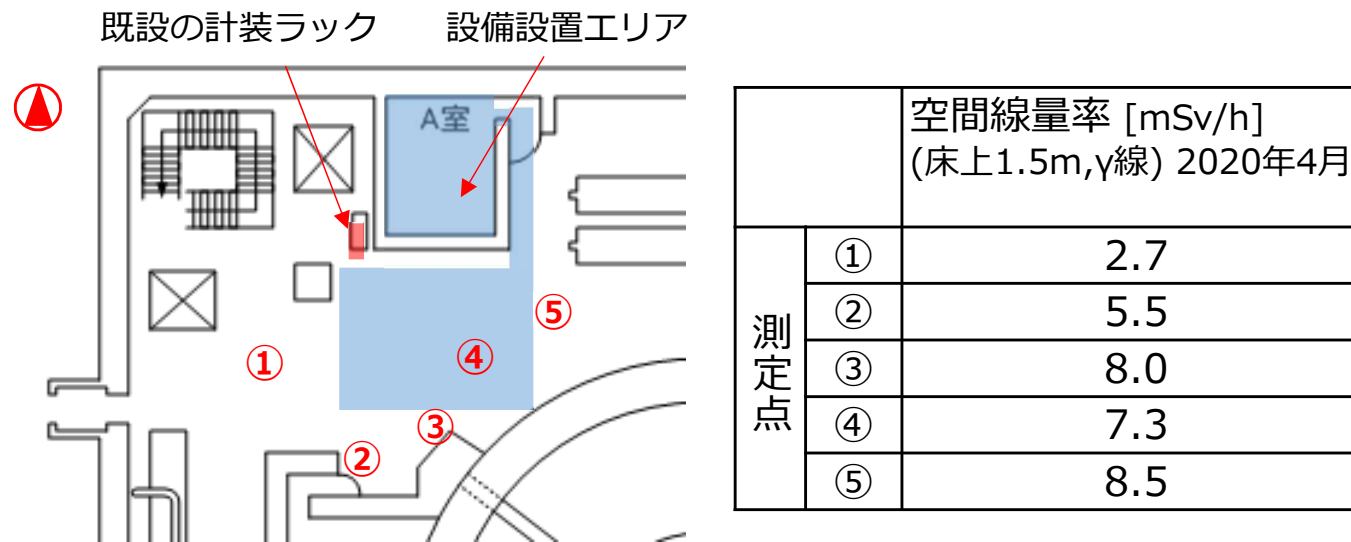 既設の計装ラック
設備設置エリア
A室
⑤
①
④
③
②
空間線量率 [mSv/h]
(床上1.5m,γ線) 2020年4月
測定点
① 2.7
② 5.5
③ 8.0
④ 7.3
⑤ 8.5